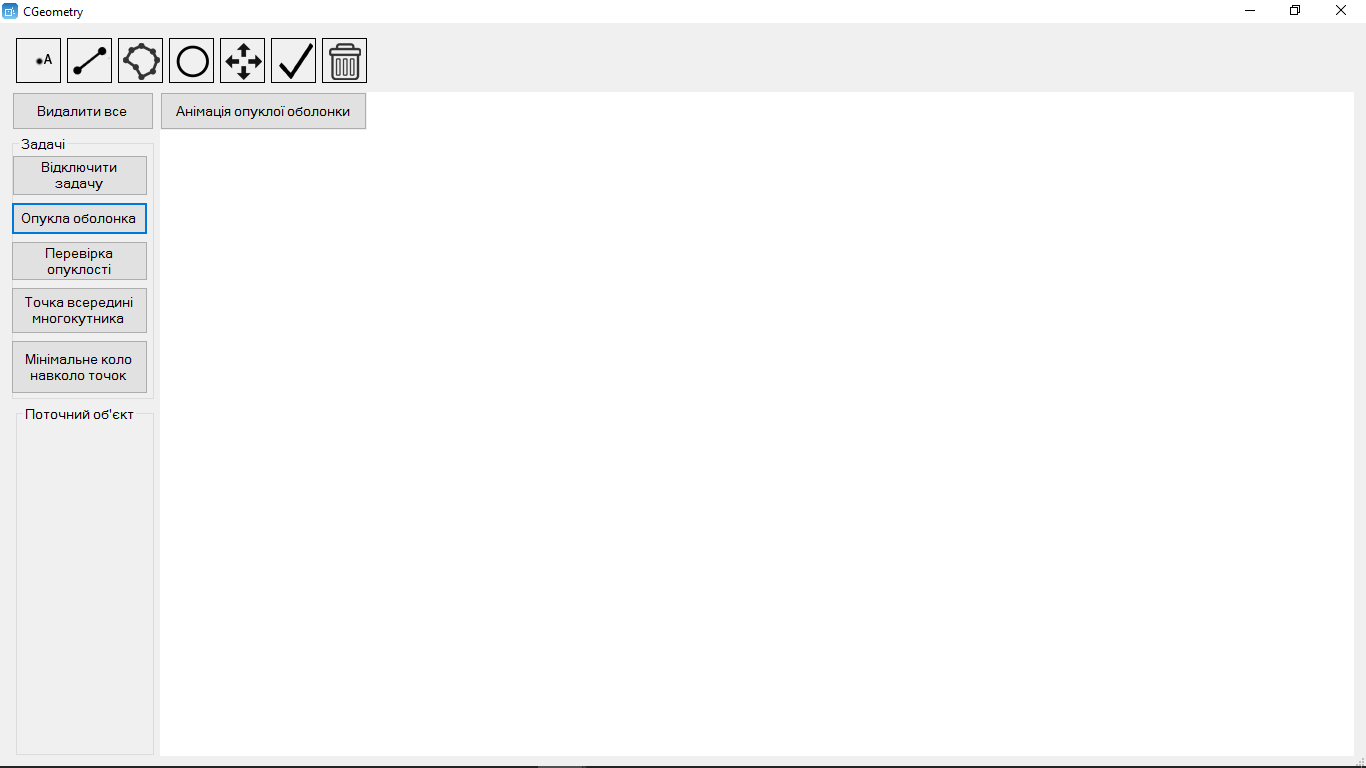 CGeometry
A
Видалити все
Анімація опуклої оболонки
Задачі
Відключити
задачу
Опукла оболонка
Перевірка
опуклості
Точка всередині
многокутника
Мінімальне коло
навколо точок
Поточний об'єкт